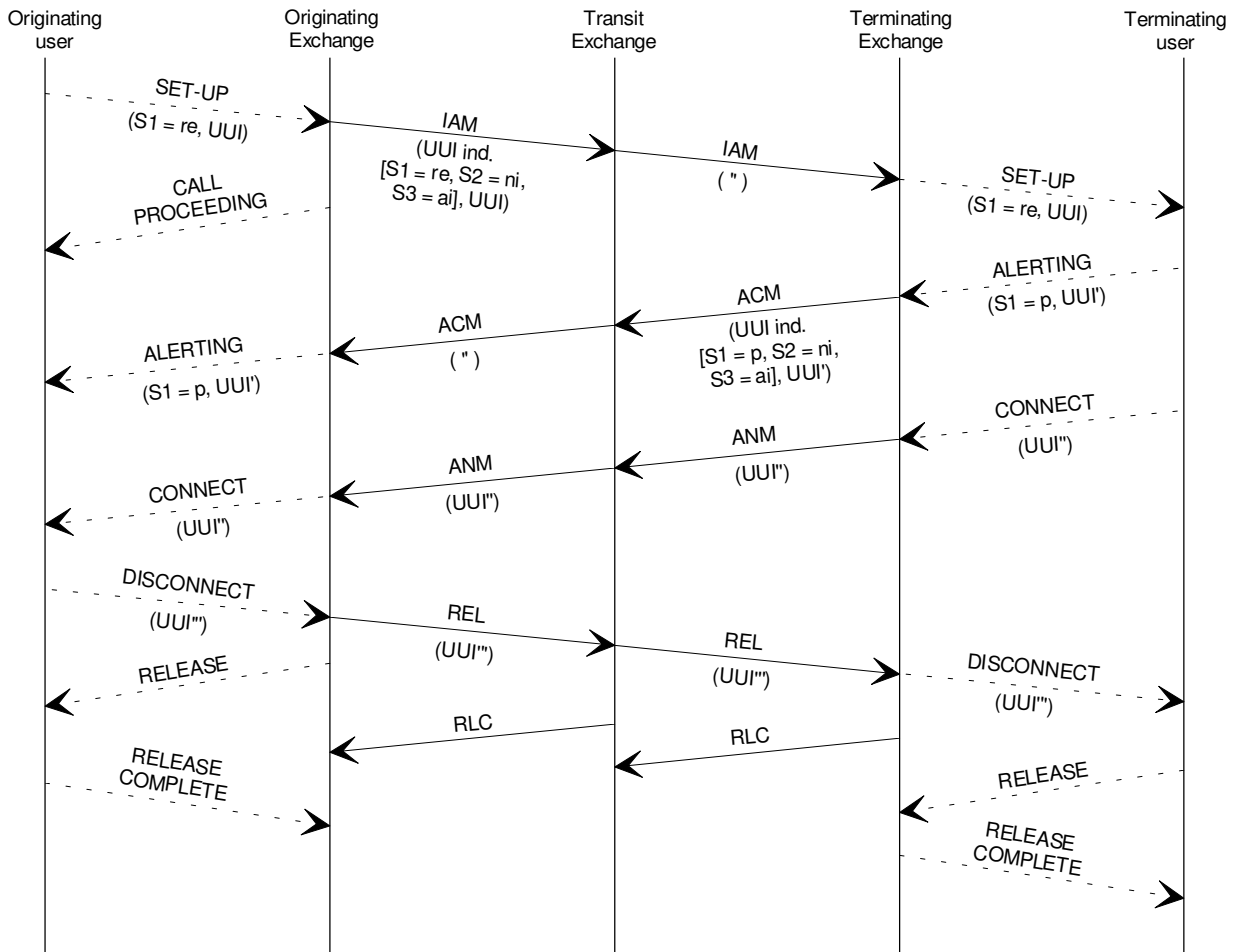 Originating
user
Originating
Exchange
Transit
Exchange
Terminating
Exchange
Terminating
user
SET-UP
(S1 = re, UUI)
IAM
(UUI ind.
[S1 = re, S2 = ni,
S3 = ai], UUI)
IAM
( " )
SET-UP
(S1 = re, UUI)
CALL
PROCEEDING
ALERTING
(S1 = p, UUI')
ACM
(UUI ind.
[S1 = p, S2 = ni,
S3 = ai], UUI')
ACM
( " )
ALERTING
(S1 = p, UUI')
CONNECT
(UUI'')
ANM
(UUI'')
ANM
(UUI'')
CONNECT
(UUI'')
DISCONNECT
(UUI''')
REL
(UUI''')
REL
(UUI''')
DISCONNECT
(UUI''')
RELEASE
RLC
RLC
RELEASE
COMPLETE
RELEASE
RELEASE
COMPLETE